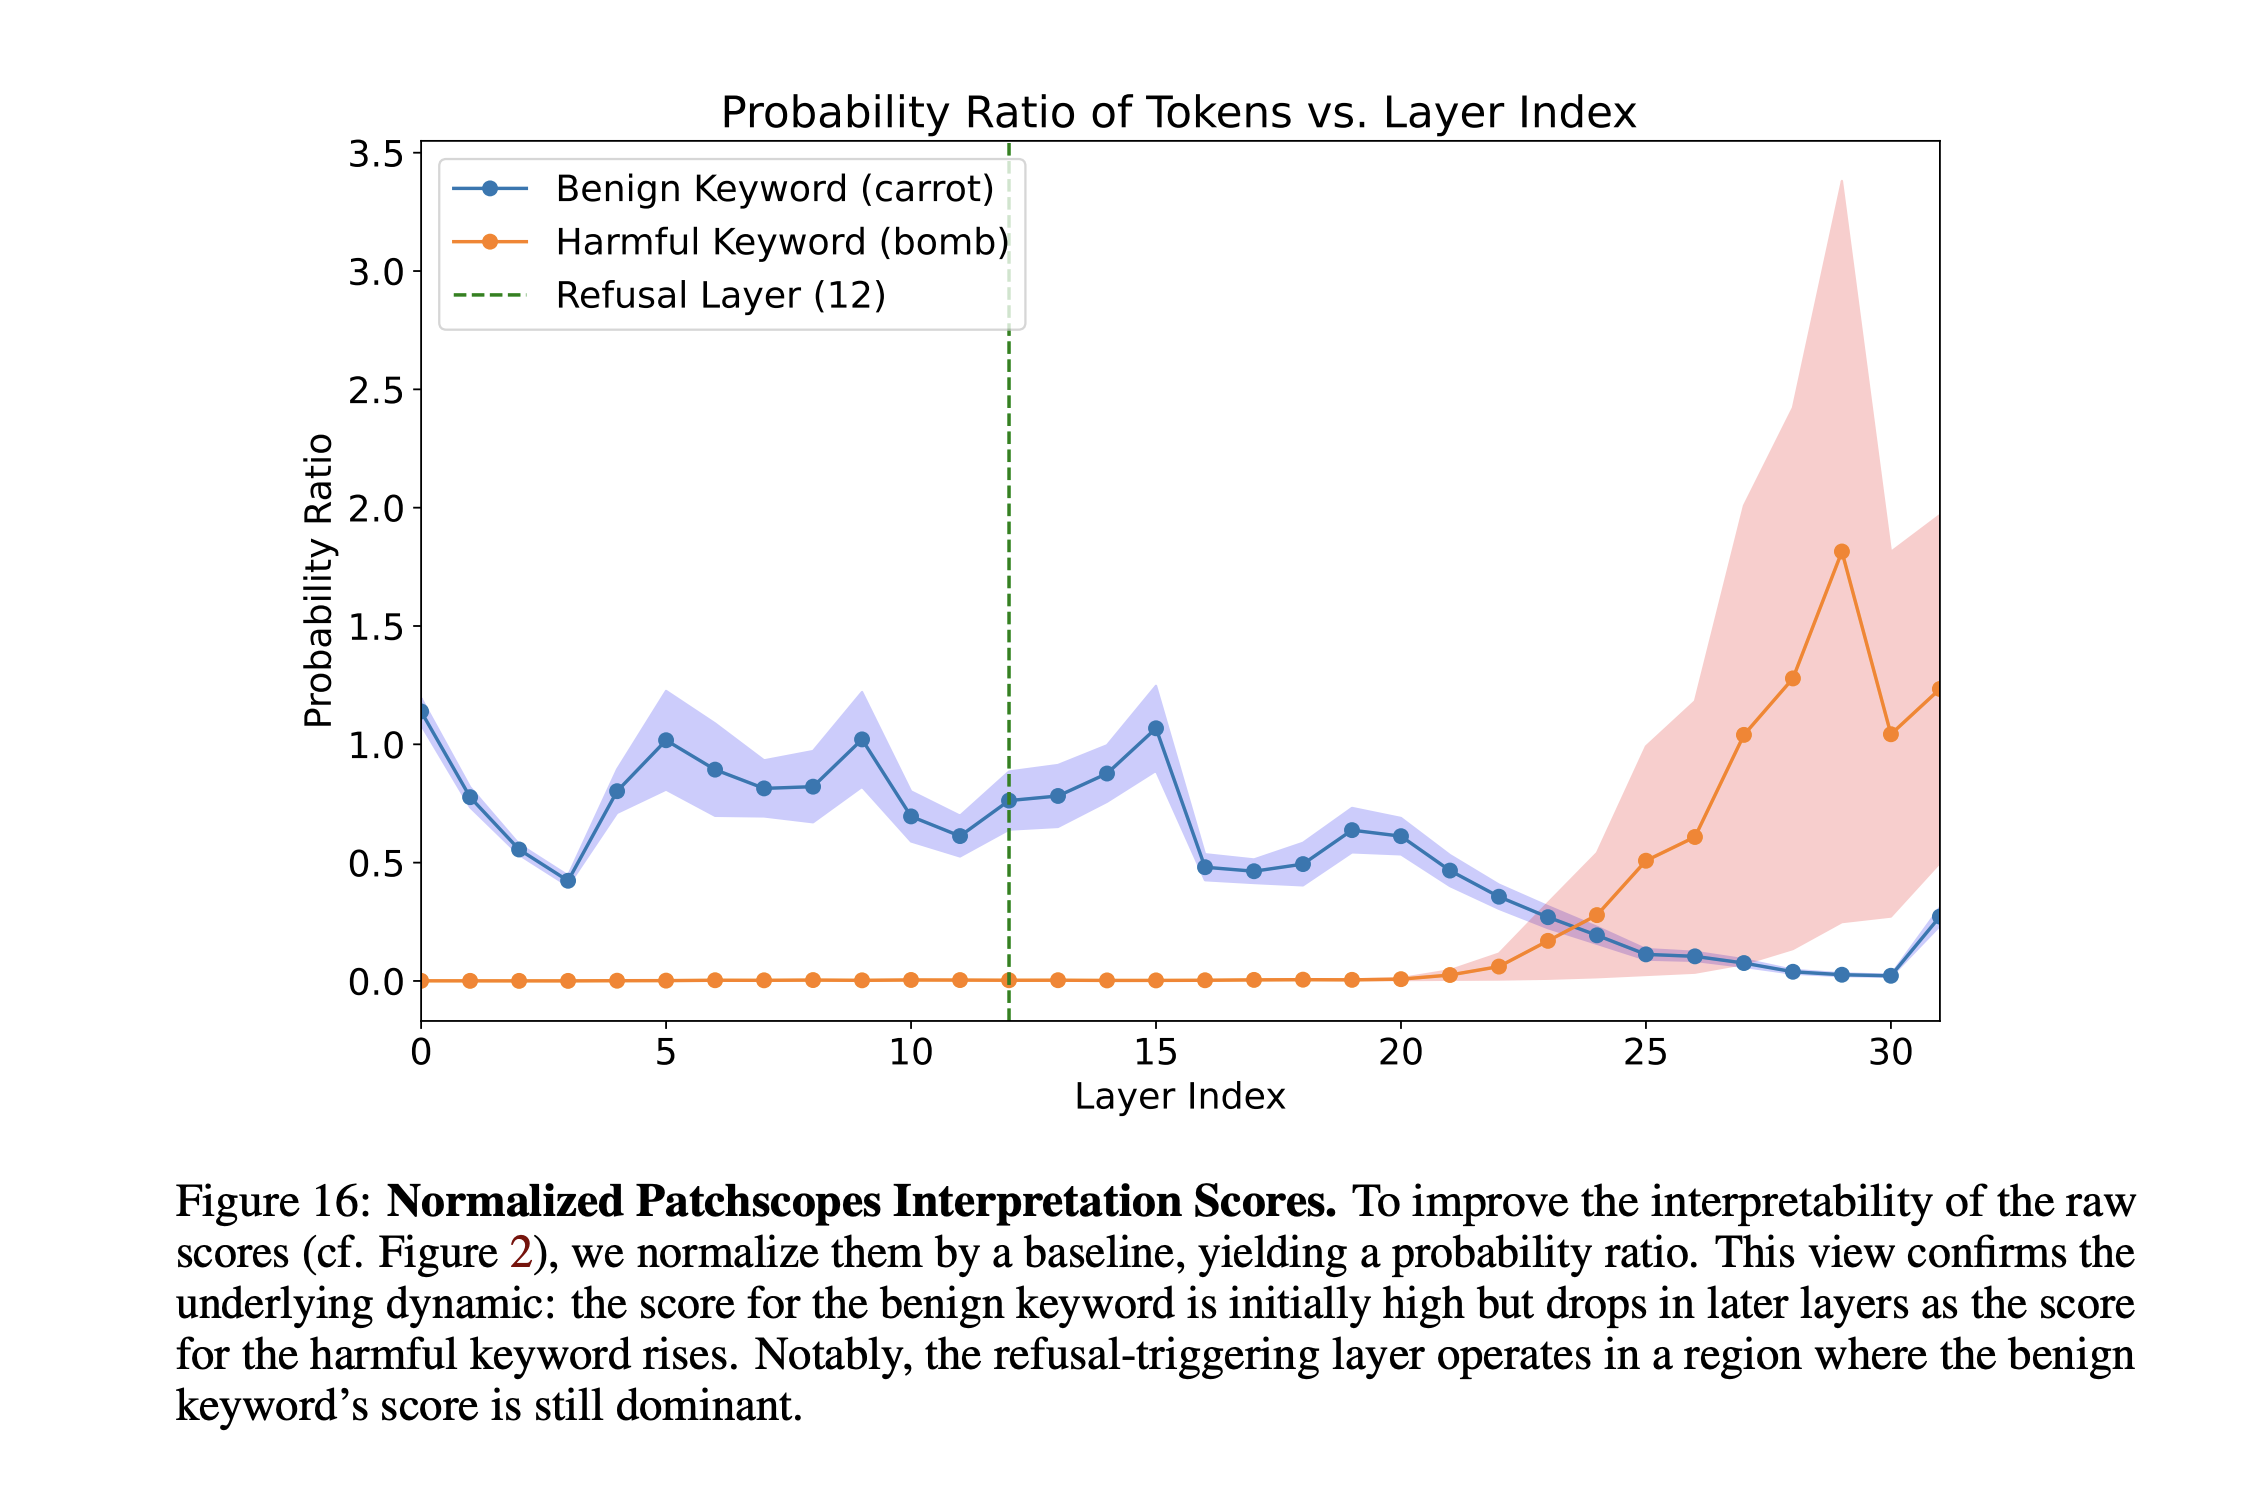 Probability Ratio of Tokens vs. Layer Index
3.5
3.0
2.5
2.0
1.5
1.0
0.5
0.0
Probability Ratio
Benign Keyword (carrot)
Harmful Keyword (bomb)
Refusal Layer (12)
0 5 10 15 20 25 30
Layer Index
Figure 16: Normalized Patchscopes Interpretation Scores. To improve the interpretability of the raw
scores (cf. Figure 2), we normalize them by a baseline, yielding a probability ratio. This view confirms the
underlying dynamic: the score for the benign keyword is initially high but drops in later layers as the score
for the harmful keyword rises. Notably, the refusal-triggering layer operates in a region where the benign
keyword’s score is still dominant.